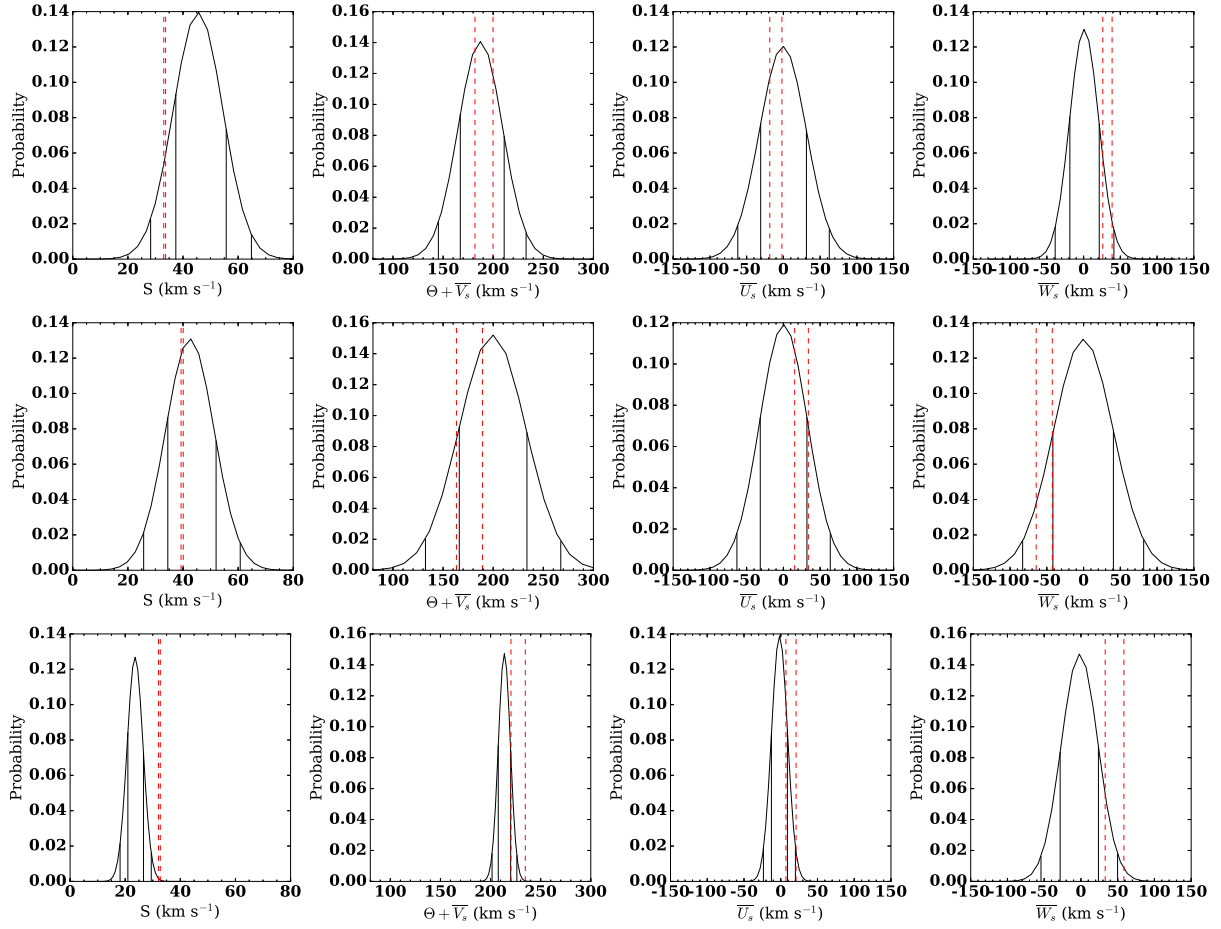 0.14 0.12 0.10 0.08 0.06 0.04 0.02 0.00
Probability
0 20 40 60 80
S (km s⁻¹)
0.16 0.14 0.12 0.10 0.08 0.06 0.04 0.02 0.00
Probability
100 150 200 250 300
Θ + V̅ₛ (km s⁻¹)
0.14 0.12 0.10 0.08 0.06 0.04 0.02 0.00
Probability
-150 -100 -50 0 50 100 150
U̅ₛ (km s⁻¹)
0.14 0.12 0.10 0.08 0.06 0.04 0.02 0.00
Probability
-150 -100 -50 0 50 100 150
W̅ₛ (km s⁻¹)
0.14 0.12 0.10 0.08 0.06 0.04 0.02 0.00
Probability
0 20 40 60 80
S (km s⁻¹)
0.16 0.14 0.12 0.10 0.08 0.06 0.04 0.02 0.00
Probability
100 150 200 250 300
Θ + V̅ₛ (km s⁻¹)
0.12 0.10 0.08 0.06 0.04 0.02 0.00
Probability
-150 -100 -50 0 50 100 150
U̅ₛ (km s⁻¹)
0.14 0.12 0.10 0.08 0.06 0.04 0.02 0.00
Probability
-150 -100 -50 0 50 100 150
W̅ₛ (km s⁻¹)
0.14 0.12 0.10 0.08 0.06 0.04 0.02 0.00
Probability
0 20 40 60 80
S (km s⁻¹)
0.16 0.14 0.12 0.10 0.08 0.06 0.04 0.02 0.00
Probability
100 150 200 250 300
Θ + V̅ₛ (km s⁻¹)
0.14 0.12 0.10 0.08 0.06 0.04 0.02 0.00
Probability
-150 -100 -50 0 50 100 150
U̅ₛ (km s⁻¹)
0.16 0.14 0.12 0.10 0.08 0.06 0.04 0.02 0.00
Probability
-150 -100 -50 0 50 100 150
W̅ₛ (km s⁻¹)